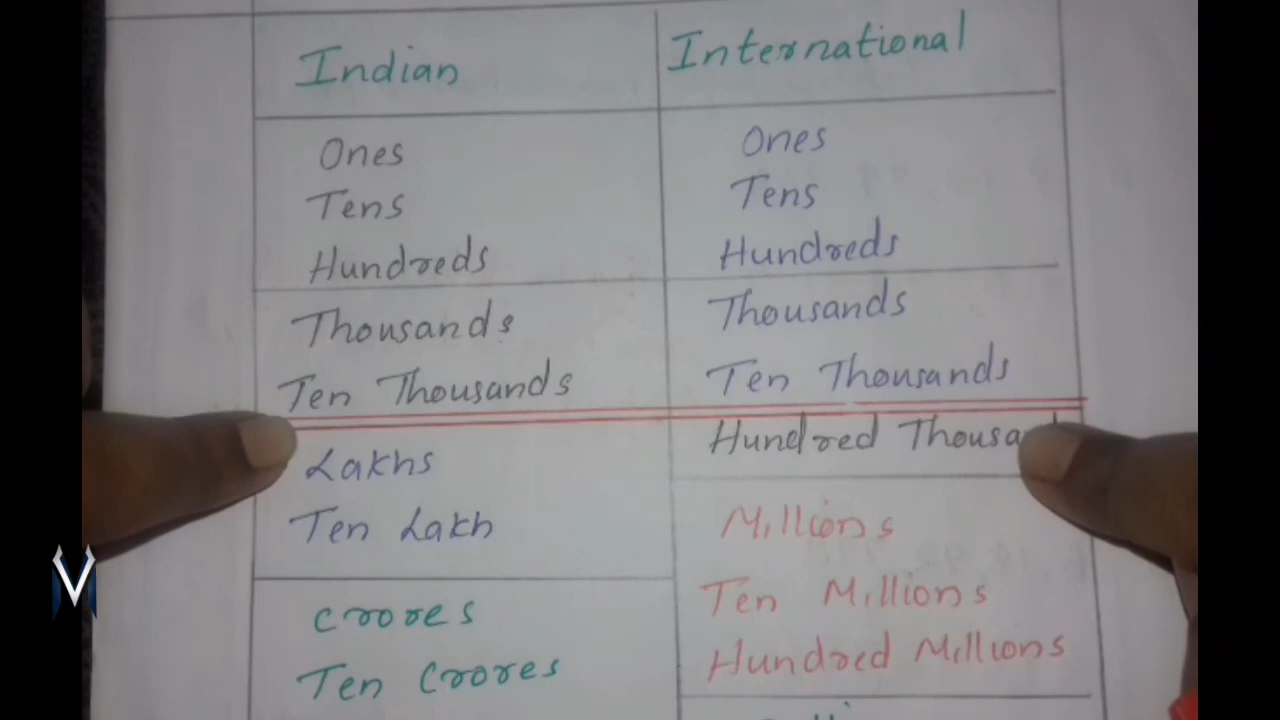 Indian International
Ones Ones
Tens Tens
Hundreds Hundreds
Thousands Thousands
Ten Thousands Ten Thousands
Lakhs Hundred
Ten Lakh Millions
Crores Ten Millions
Ten Crores Hundred Millions